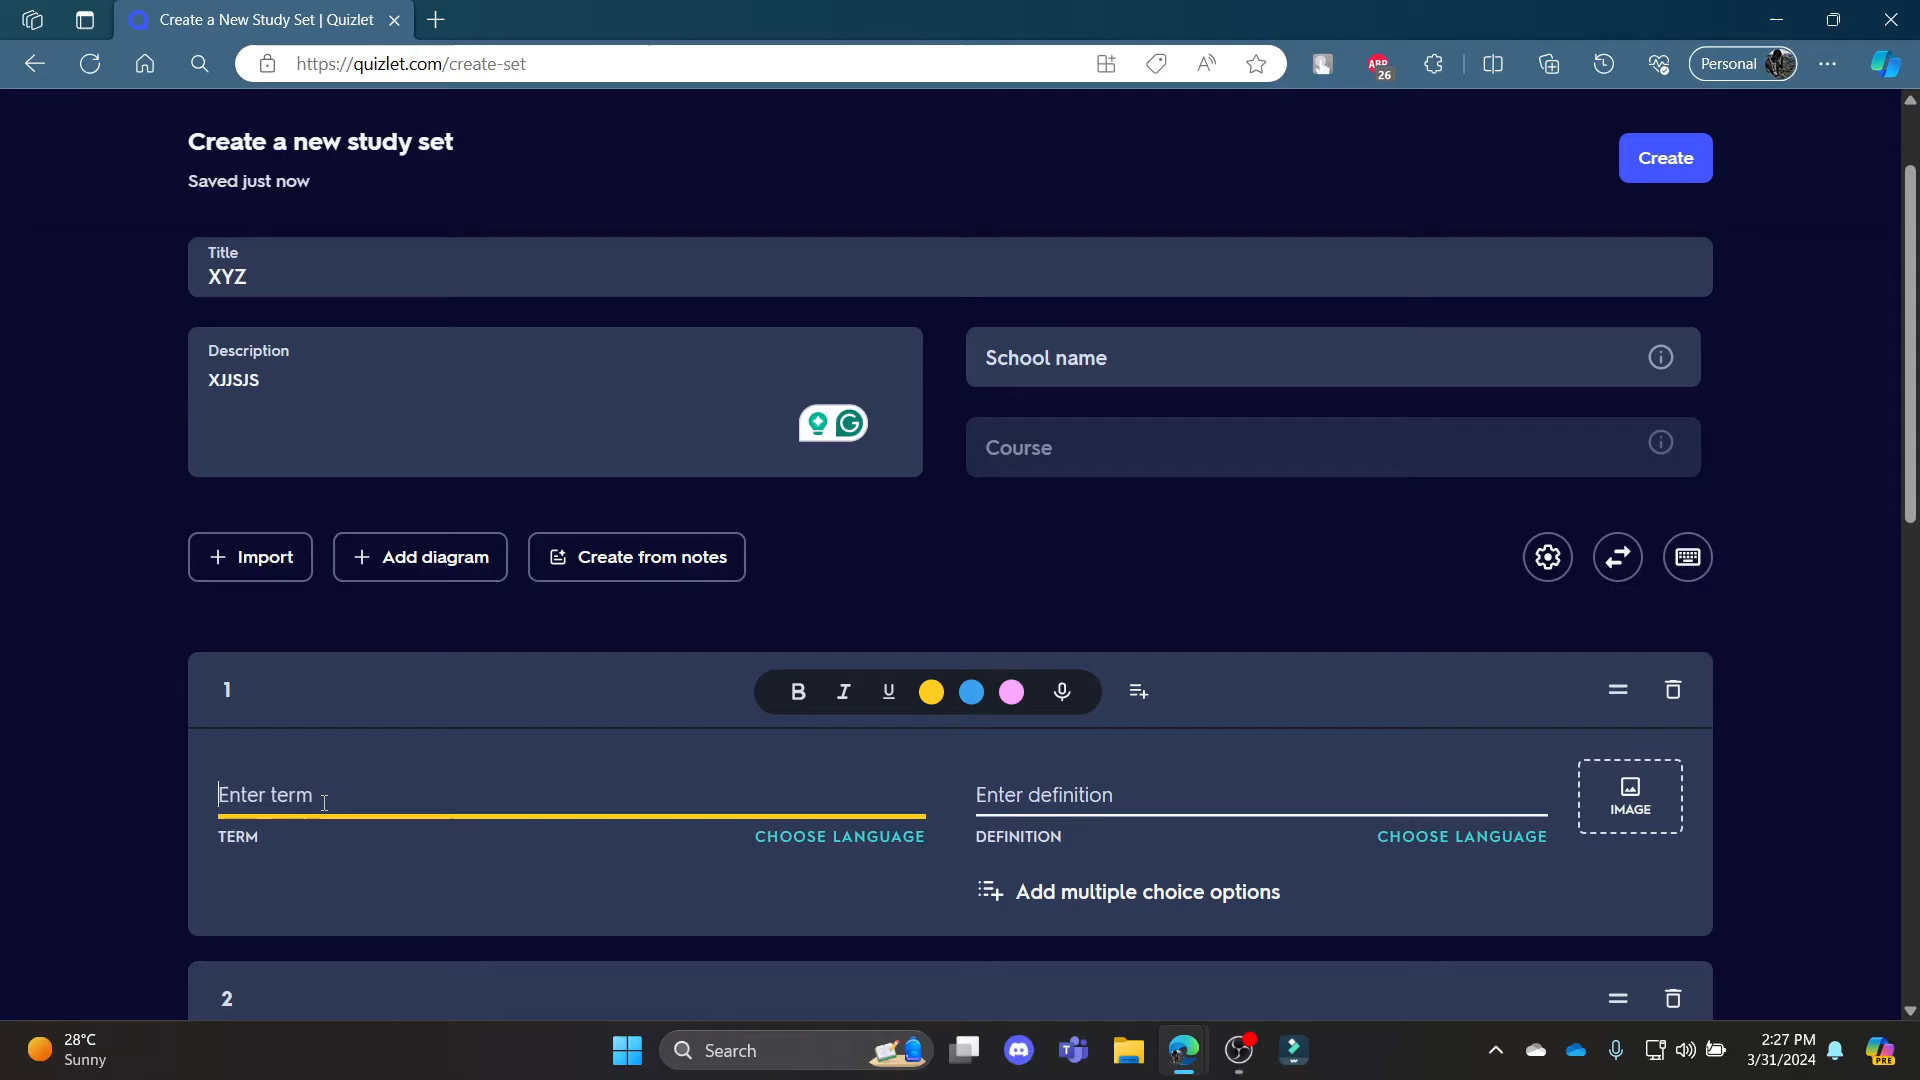 Create a New Study Set | Quizlet
https://quizlet.com/create-set
ABP
26
Personal
Create a new study set
Saved just now
Create
Title
XYZ
Description
XJJSJS
School name
Course
Import
Add diagram
Create from notes
1
B I U
Enter term
TERM
CHOOSE LANGUAGE
Enter definition
DEFINITION
CHOOSE LANGUAGE
IMAGE
Add multiple choice options
2
28°C
Sunny
Search
2:27 PM
3/31/2024
PRE